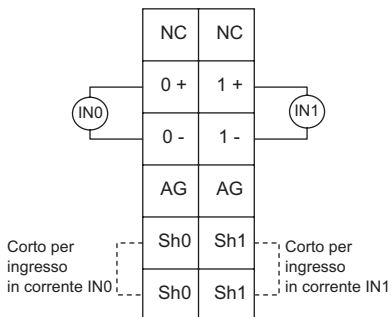 NC NC
0 + 1 +
IN0 IN1
0 - 1 -
AG AG
Sh0 Sh1
Corto per
ingresso
in corrente IN0
Corto per
ingresso
in corrente IN1
Sh0 Sh1